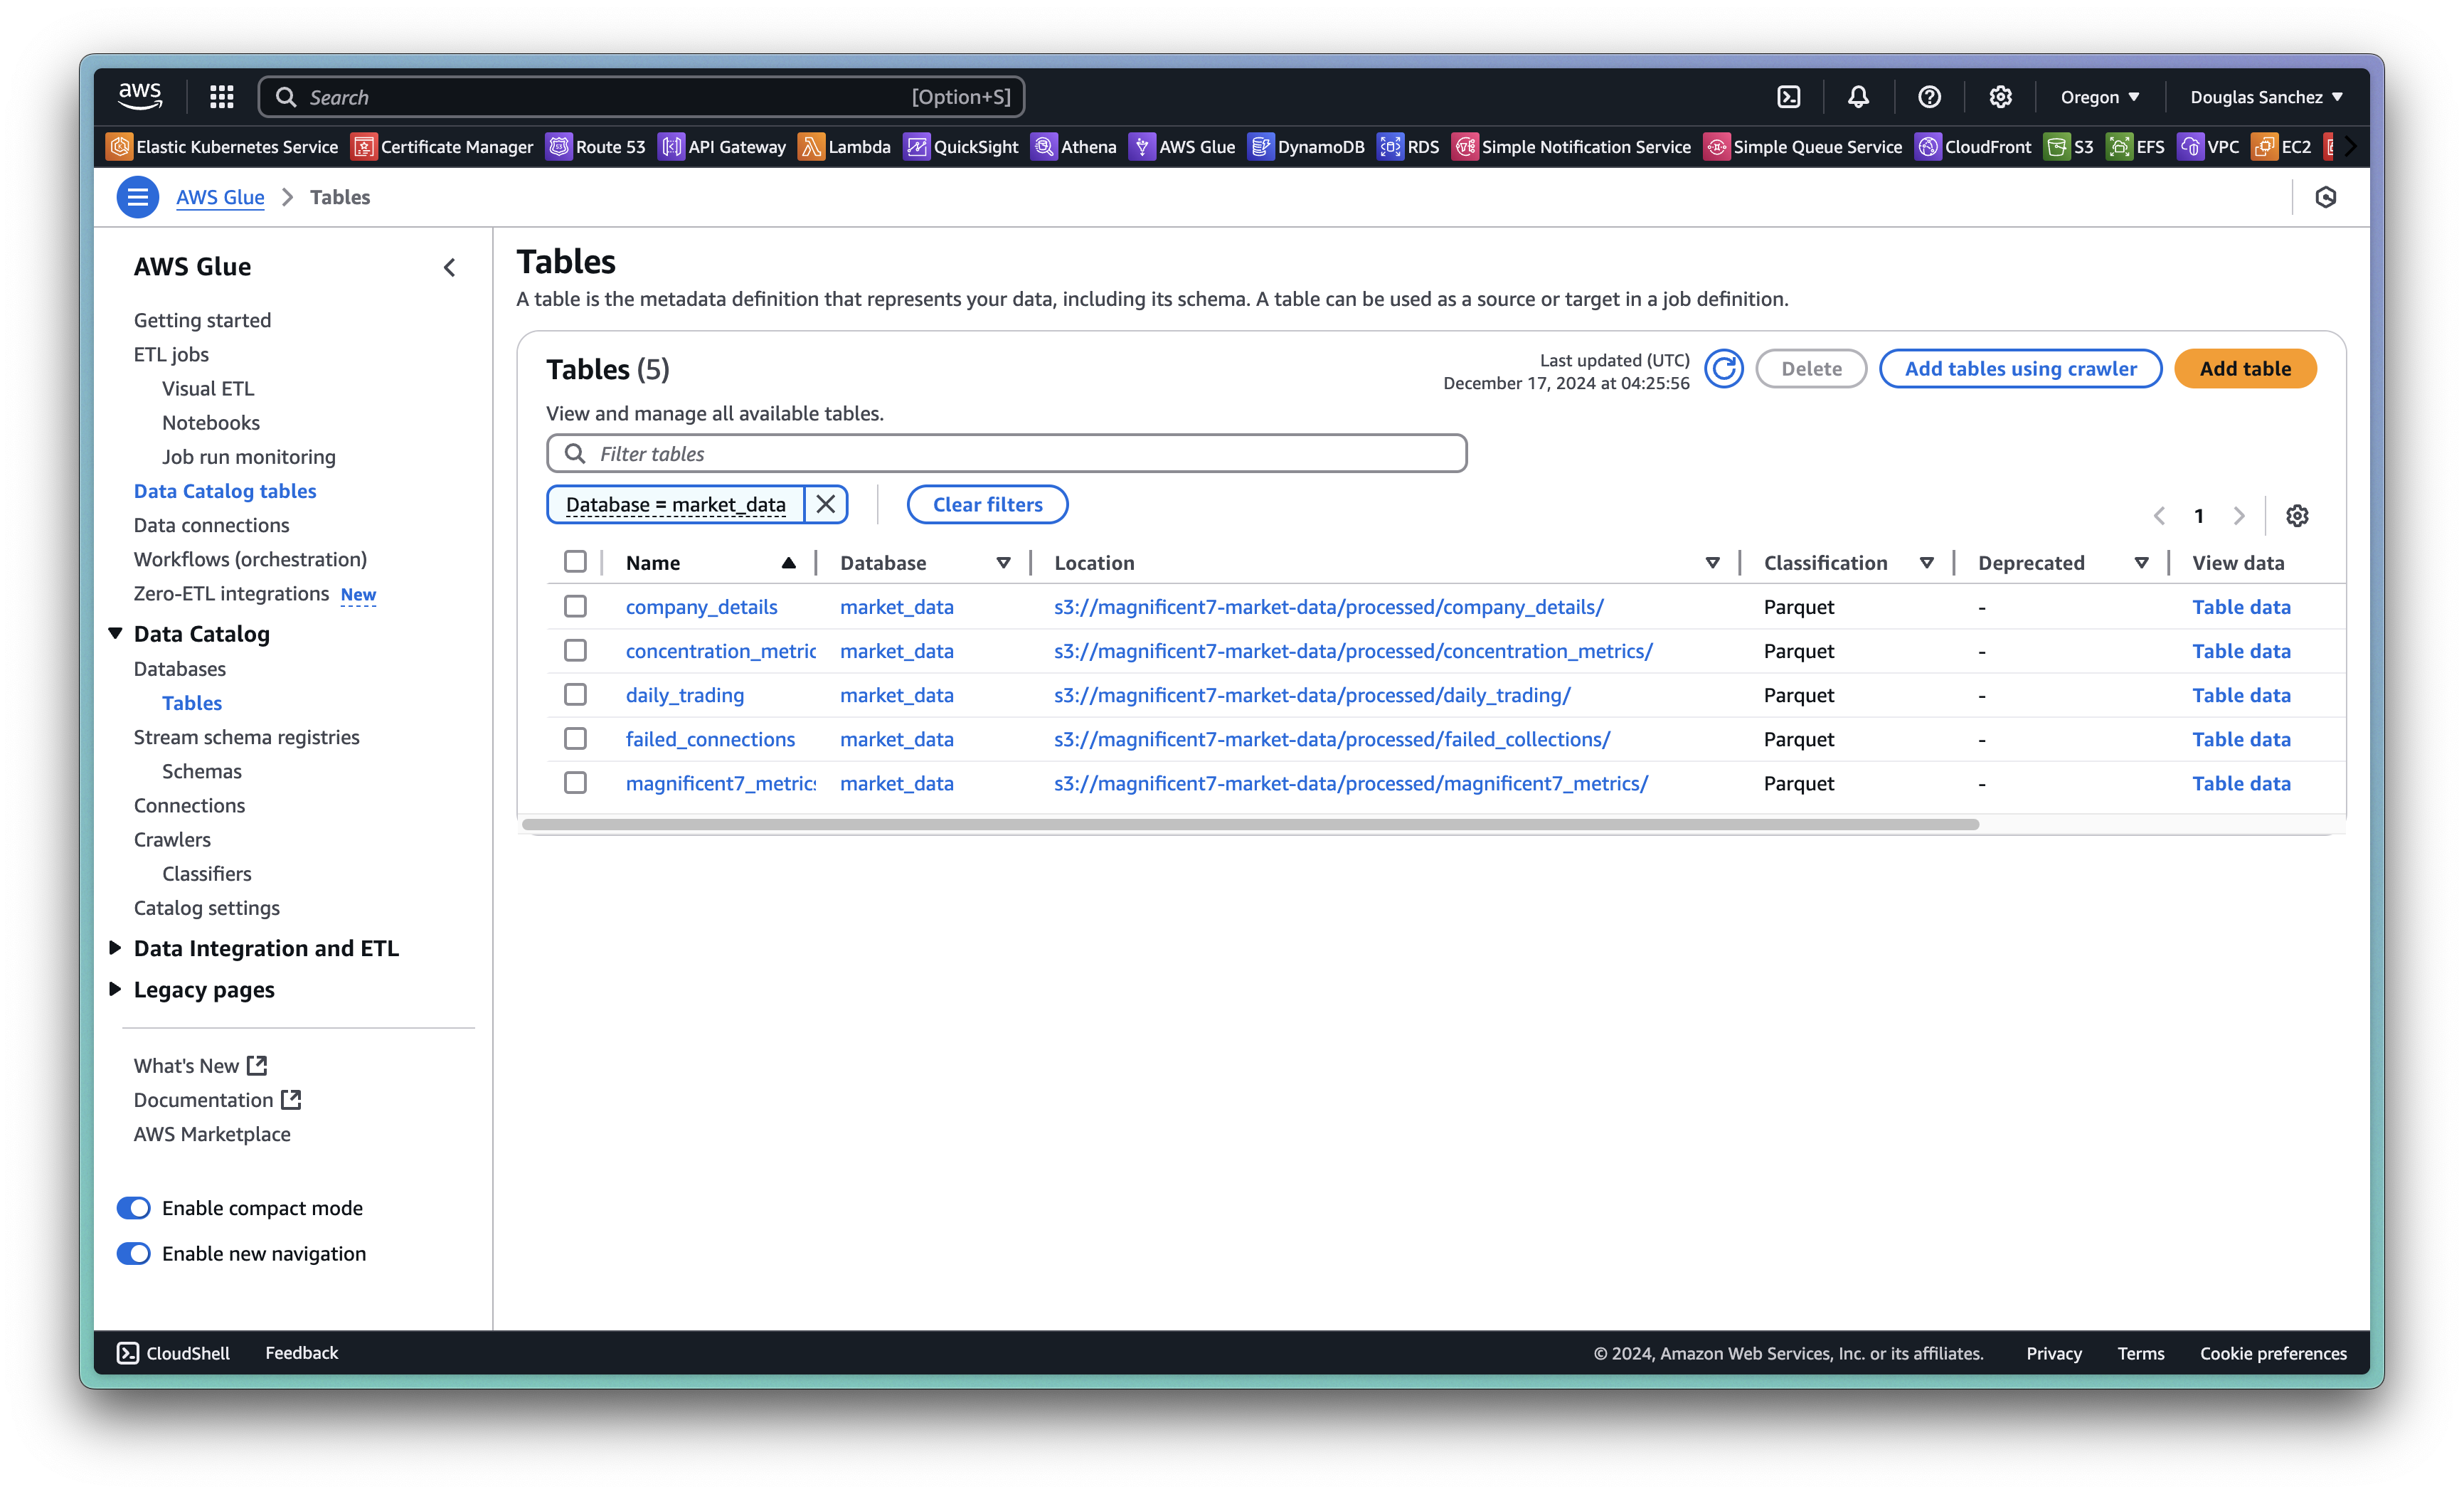 aws
Search [Option+S]
Oregon Douglas Sanchez
Elastic Kubernetes Service Certificate Manager Route 53 API Gateway Lambda QuickSight Athena AWS Glue DynamoDB RDS Simple Notification Service Simple Queue Service CloudFront S3 EFS VPC EC2
AWS Glue Tables
AWS Glue
Getting started
ETL jobs
Visual ETL
Notebooks
Job run monitoring
Data Catalog tables
Data connections
Workflows (orchestration)
Zero-ETL integrations New
Data Catalog
Databases
Tables
Stream schema registries
Schemas
Connections
Crawlers
Classifiers
Catalog settings
Data Integration and ETL
Legacy pages
What's New
Documentation
AWS Marketplace
Enable compact mode
Enable new navigation
Tables
A table is the metadata definition that represents your data, including its schema. A table can be used as a source or target in a job definition.
Tables (5)
Last updated (UTC)
December 17, 2024 at 04:25:56
Delete Add tables using crawler Add table
View and manage all available tables.
Filter tables
Database = market_data Clear filters
1
Name Database Location Classification Deprecated View data
company_details market_data s3://magnificent7-market-data/processed/company_details/ Parquet - Table data
concentration_metric market_data s3://magnificent7-market-data/processed/concentration_metrics/ Parquet - Table data
daily_trading market_data s3://magnificent7-market-data/processed/daily_trading/ Parquet - Table data
failed_connections market_data s3://magnificent7-market-data/processed/failed_collections/ Parquet - Table data
magnificent7_metrics market_data s3://magnificent7-market-data/processed/magnificent7_metrics/ Parquet - Table data
CloudShell Feedback © 2024, Amazon Web Services, Inc. or its affiliates. Privacy Terms Cookie preferences